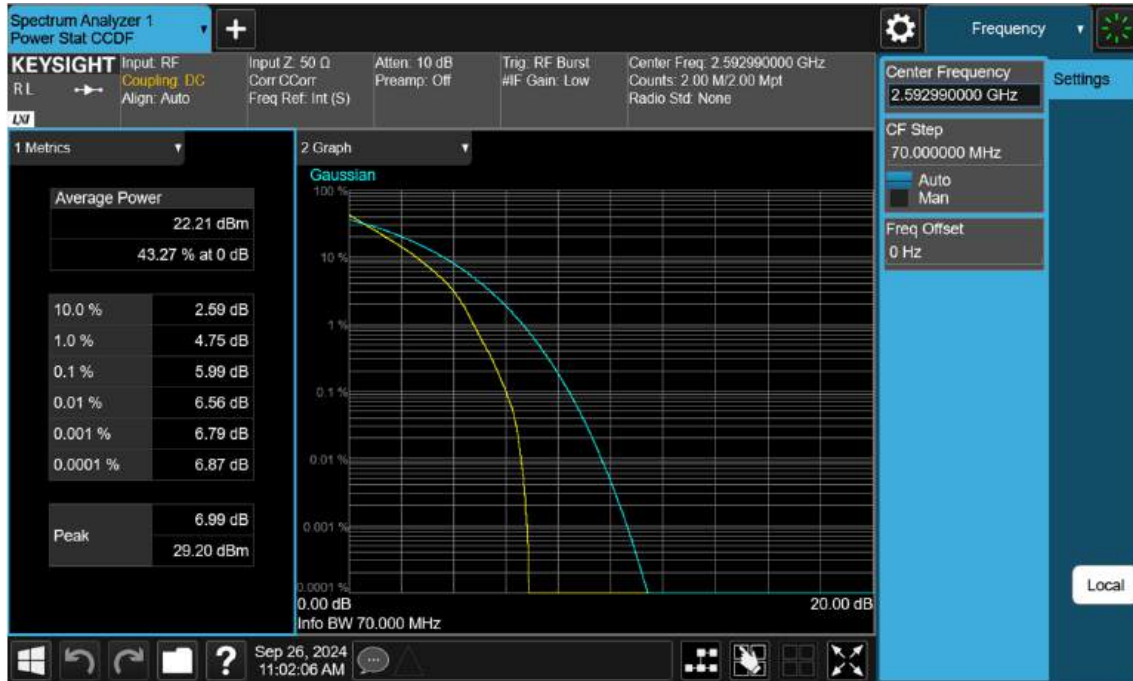 Spectrum Analyzer 1
Power Stat CCDF
Frequency
KEYSIGHT
R L
LXI
Input: RF
Coupling: DC
Align: Auto
Input Z: 50 Ω
Corr CCorr
Freq Ref: Int (S)
Atten: 10 dB
Preamp: Off
Trig: RF Burst
#IF Gain: Low
Center Freq: 2.592990000 GHz
Counts: 2.00 M/2.00 Mpt
Radio Std: None
Center Frequency
2.592990000 GHz
Settings
CF Step
70.000000 MHz
Auto
Man
Freq Offset
0 Hz
1 Metrics
Average Power
22.21 dBm
43.27 % at 0 dB
10.0 % 2.59 dB
1.0 % 4.75 dB
0.1 % 5.99 dB
0.01 % 6.56 dB
0.001 % 6.79 dB
0.0001 % 6.87 dB
Peak
6.99 dB
29.20 dBm
2 Graph
Gaussian
100 %
10 %
1 %
0.1 %
0.01 %
0.001 %
0.0001 %
0.00 dB 20.00 dB
Info BW 70.000 MHz
Local
?
Sep 26, 2024
11:02:06 AM